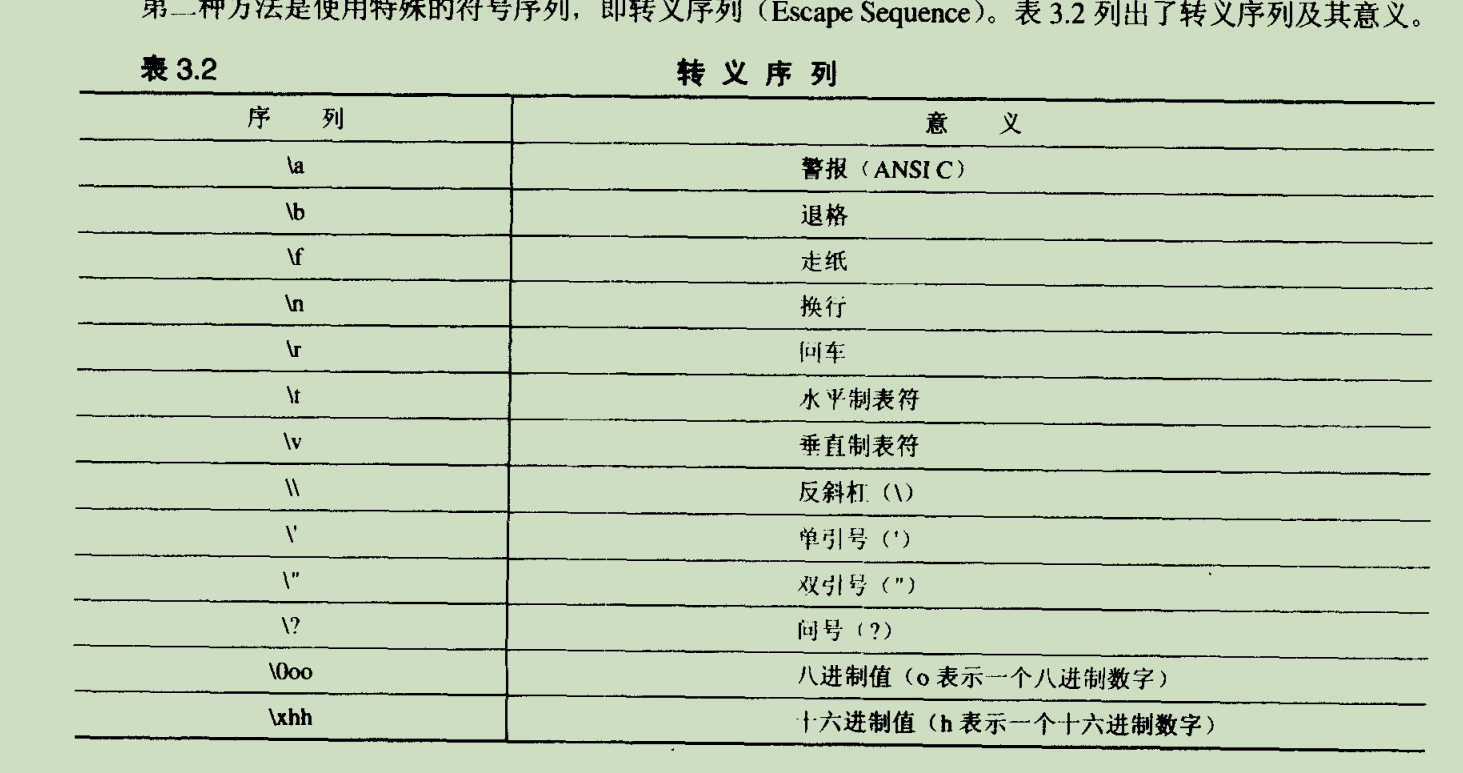 第二种方法是使用特殊的符号序列，即转义序列（Escape Sequence）。表 3.2 列出了转义序列及其意义。
表 3.2 转 义 序 列
序 列 意 义
\a 警报（ANSI C）
\b 退格
\f 走纸
\n 换行
\r 回车
\t 水平制表符
\v 垂直制表符
\\ 反斜杠（\）
\' 单引号（'）
\" 双引号（"）
\? 问号（?）
\0oo 八进制值（o 表示一个八进制数字）
\xhh 十六进制值（h 表示一个十六进制数字）